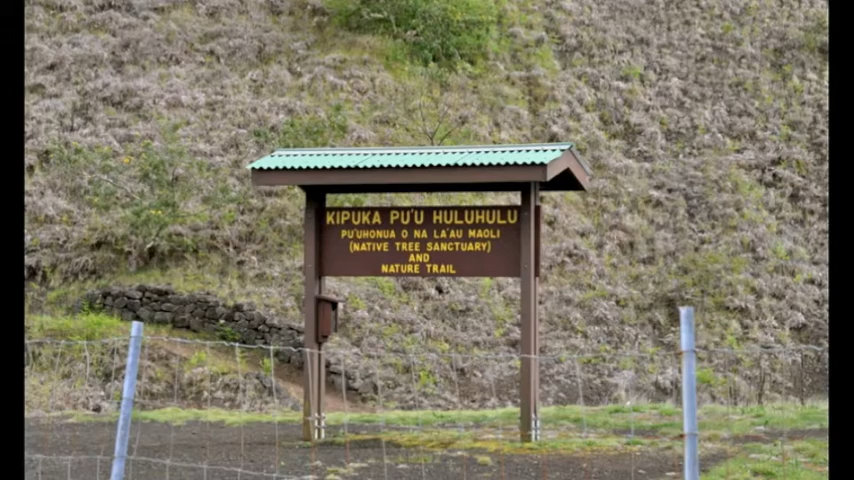 KIPUKA PU'U HULUHULU
PU'UHONUA O NA LA'AU MAOLI
(NATIVE TREE SANCTUARY)
AND
NATURE TRAIL